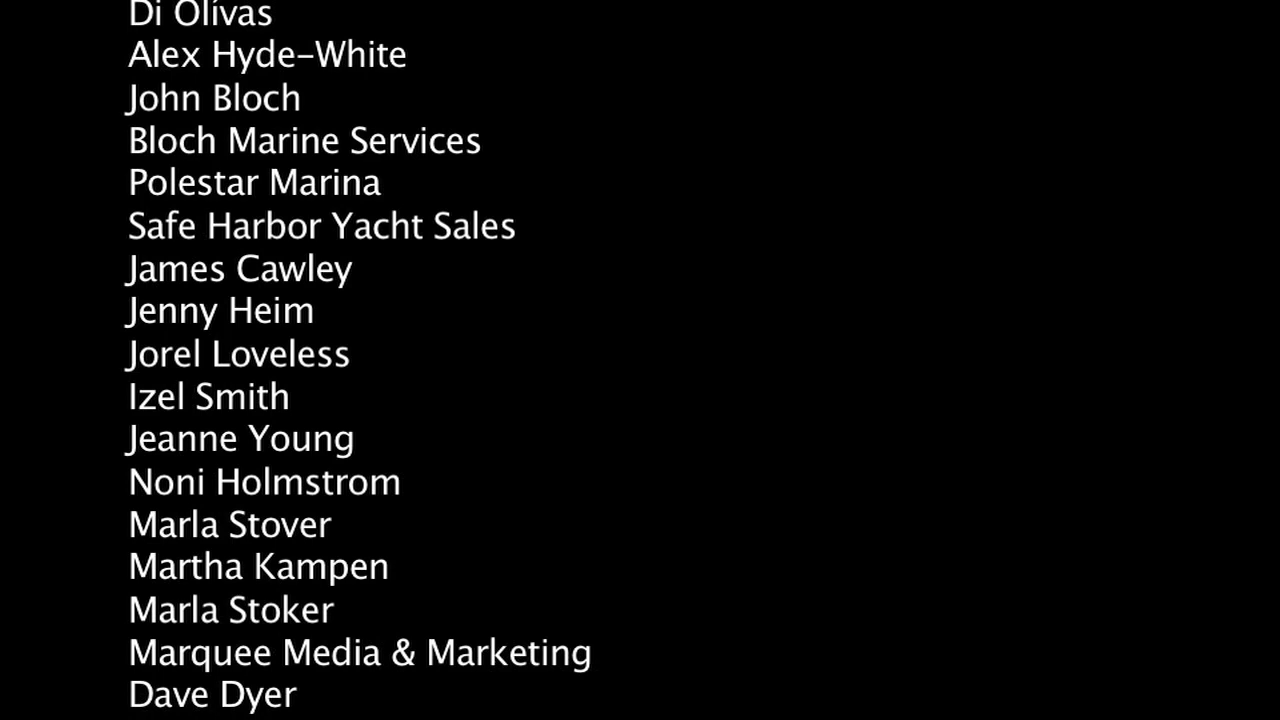 Di Olívas
Alex Hyde-White
John Bloch
Bloch Marine Services
Polestar Marina
Safe Harbor Yacht Sales
James Cawley
Jenny Heim
Jorel Loveless
Izel Smith
Jeanne Young
Noni Holmstrom
Marla Stover
Martha Kampen
Marla Stoker
Marquee Media & Marketing
Dave Dyer